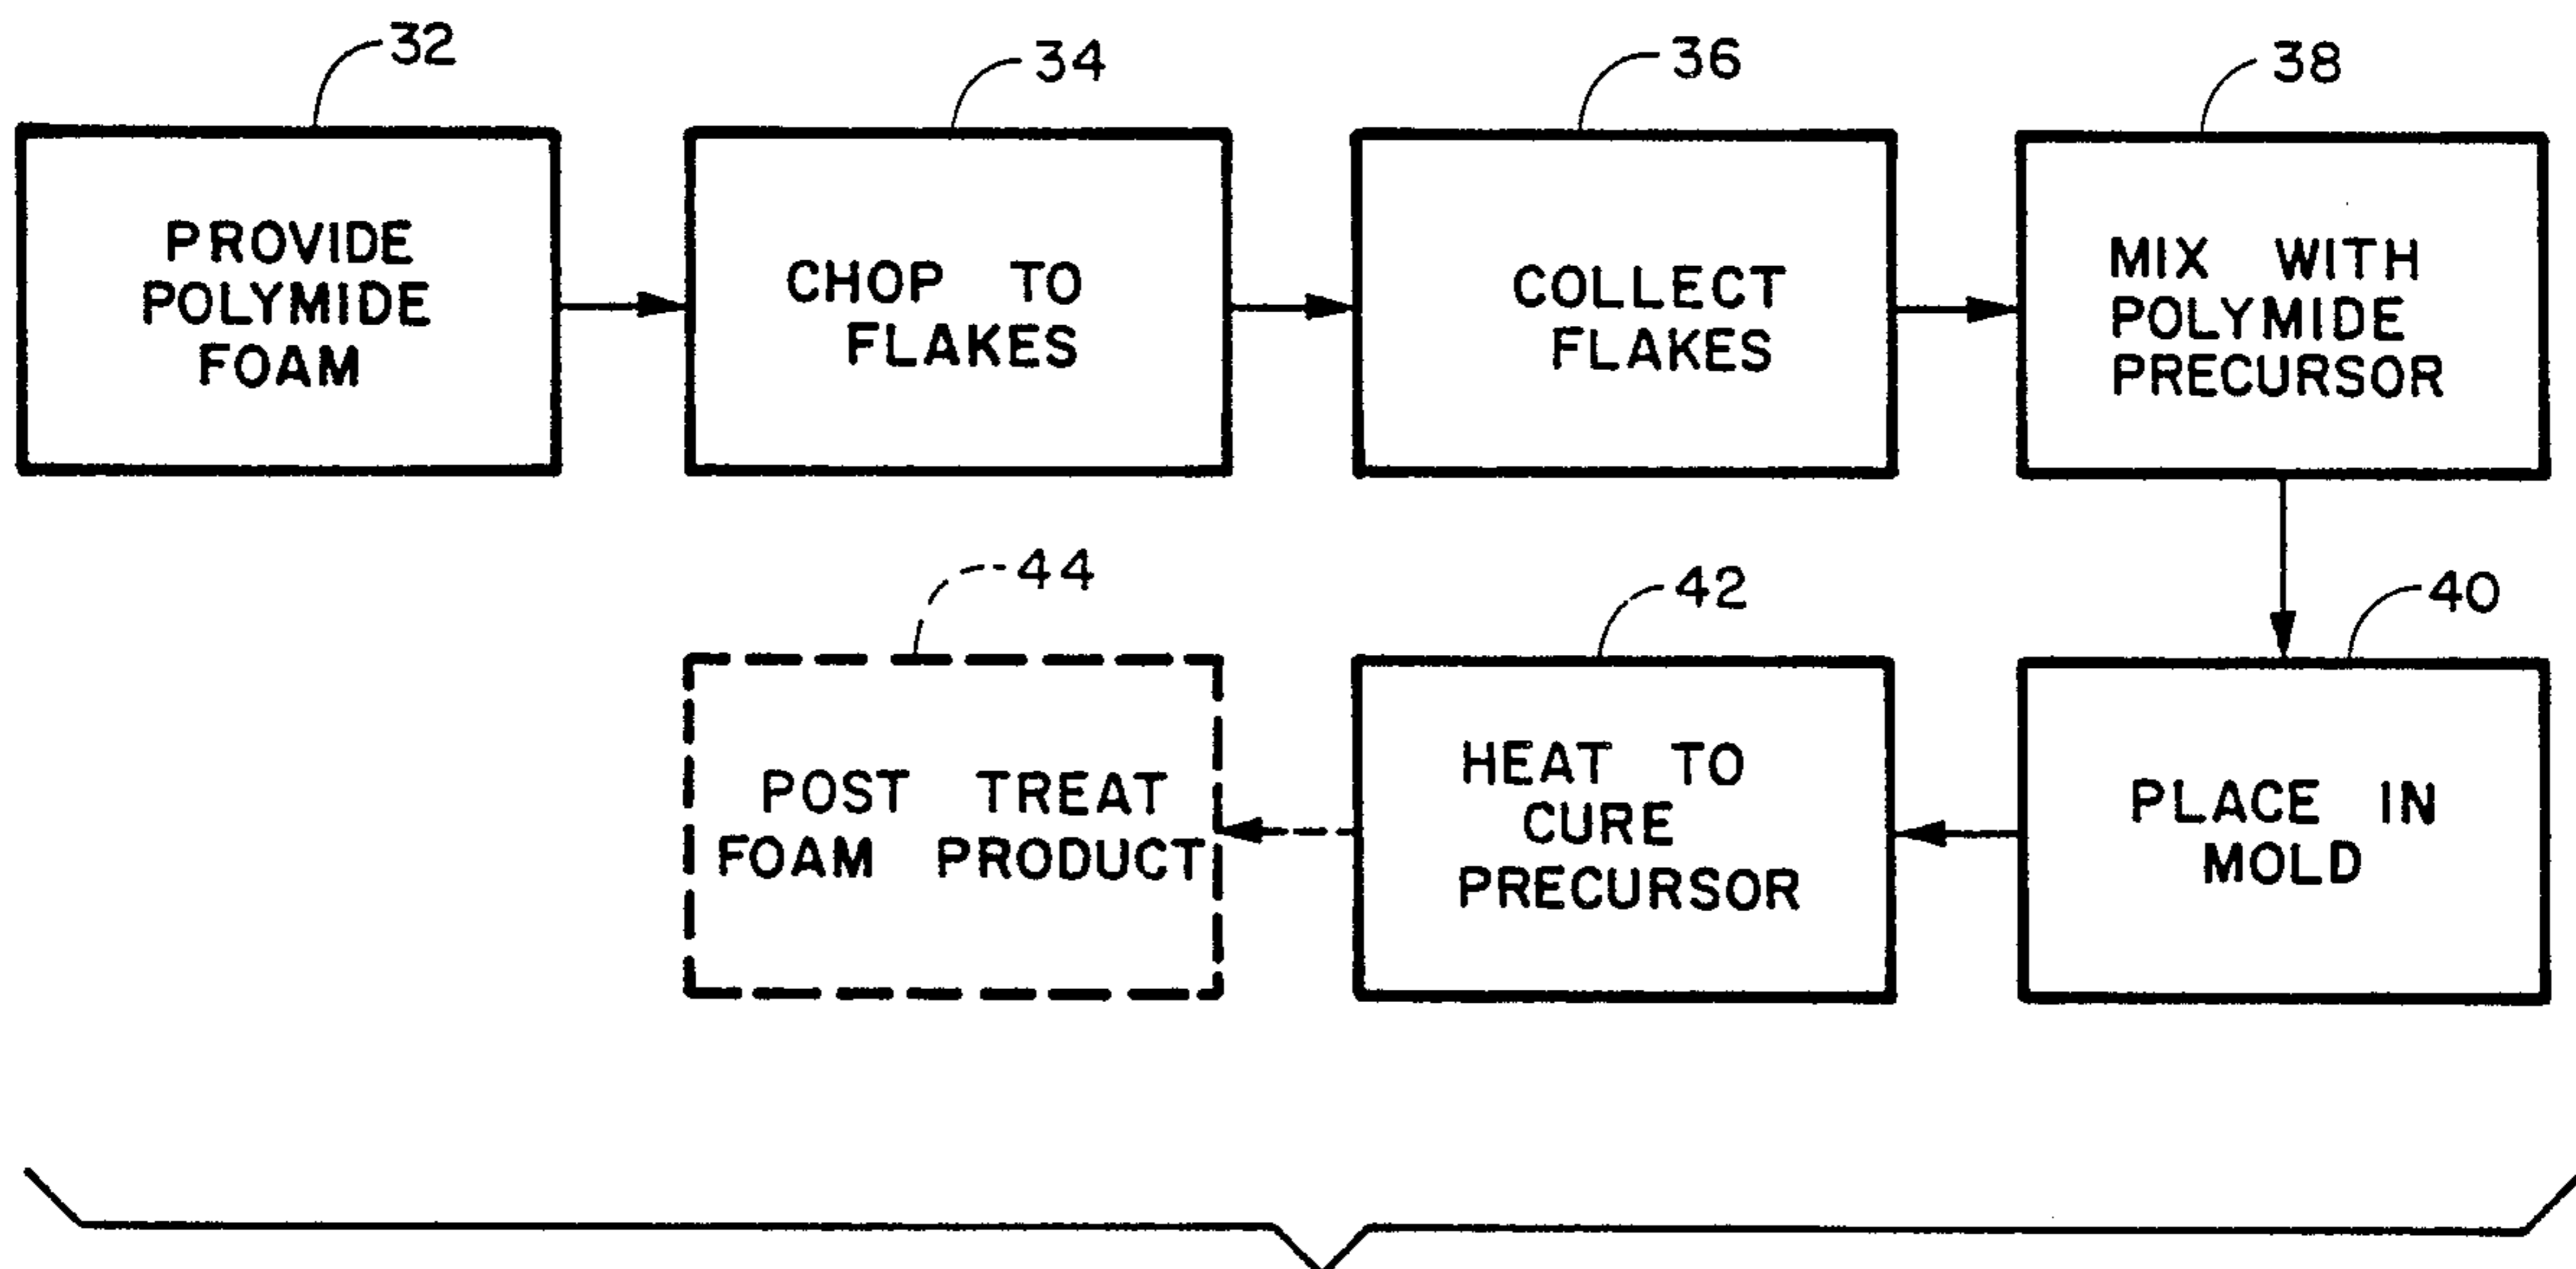 32
34
36
38
PROVIDE
POLYMIDE
FOAM
CHOP TO
FLAKES
COLLECT
FLAKES
MIX WITH
POLYMIDE
PRECURSOR
44
42
40
POST TREAT
FOAM PRODUCT
HEAT TO
CURE
PRECURSOR
PLACE IN
MOLD